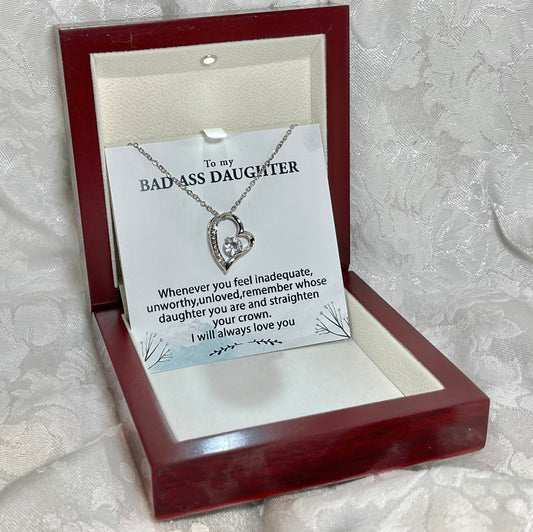 To my
BAD ASS DAUGHTER
Whenever you feel inadequate,
unworthy,unloved,remember whose
daughter you are and straighten
your crown.
I will always love you